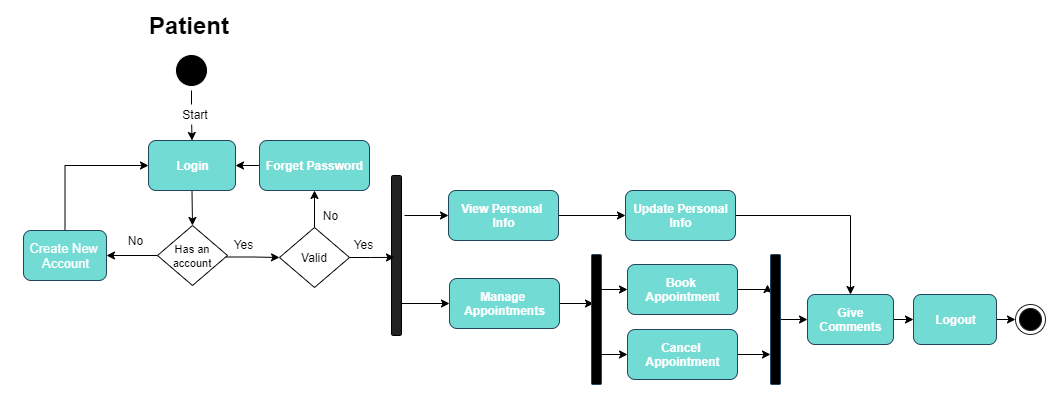 Patient
Start
Login
Forget Password
No
View Personal
Info
Update Personal
Info
Create New
Account
No
Has an
account
Yes
Valid
Yes
Manage
Appointments
Book
Appointment
Cancel
Appointment
Give
Comments
Logout